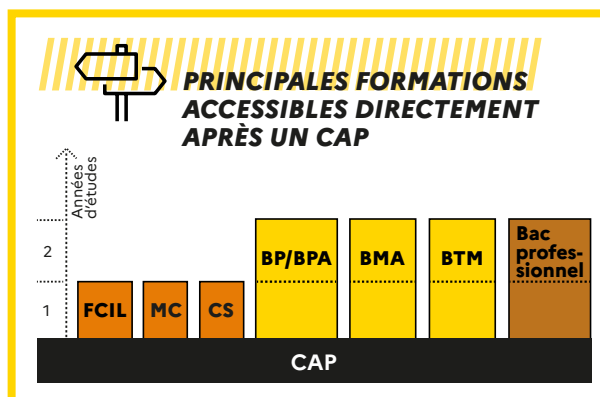 PRINCIPALES FORMATIONS
ACCESSIBLES DIRECTEMENT
APRÈS UN CAP
Années
d'études
2
1
FCIL
MC
CS
BP/BPA
BMA
BTM
Bac
profes-
sionnel
CAP